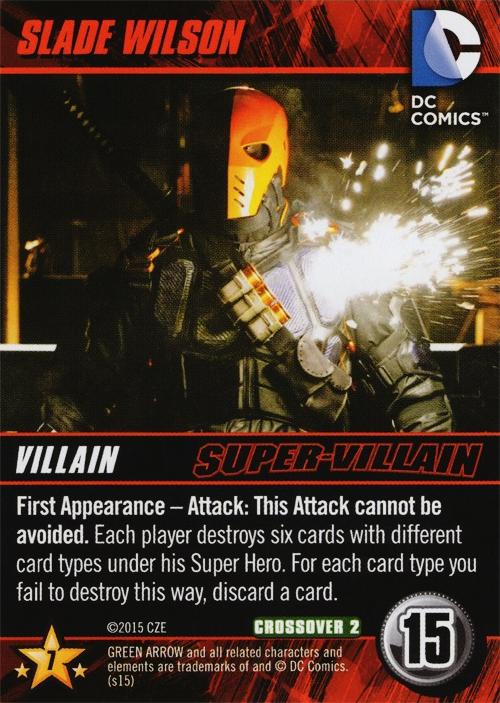 SLADE WILSON
DC
COMICS™
VILLAIN
SUPER-VILLAIN
First Appearance – Attack: This Attack cannot be
avoided. Each player destroys six cards with different
card types under his Super Hero. For each card type you
fail to destroy this way, discard a card.
©2015 CZE
CROSSOVER 2
15
7
GREEN ARROW and all related characters and
elements are trademarks of and © DC Comics.
(s15)